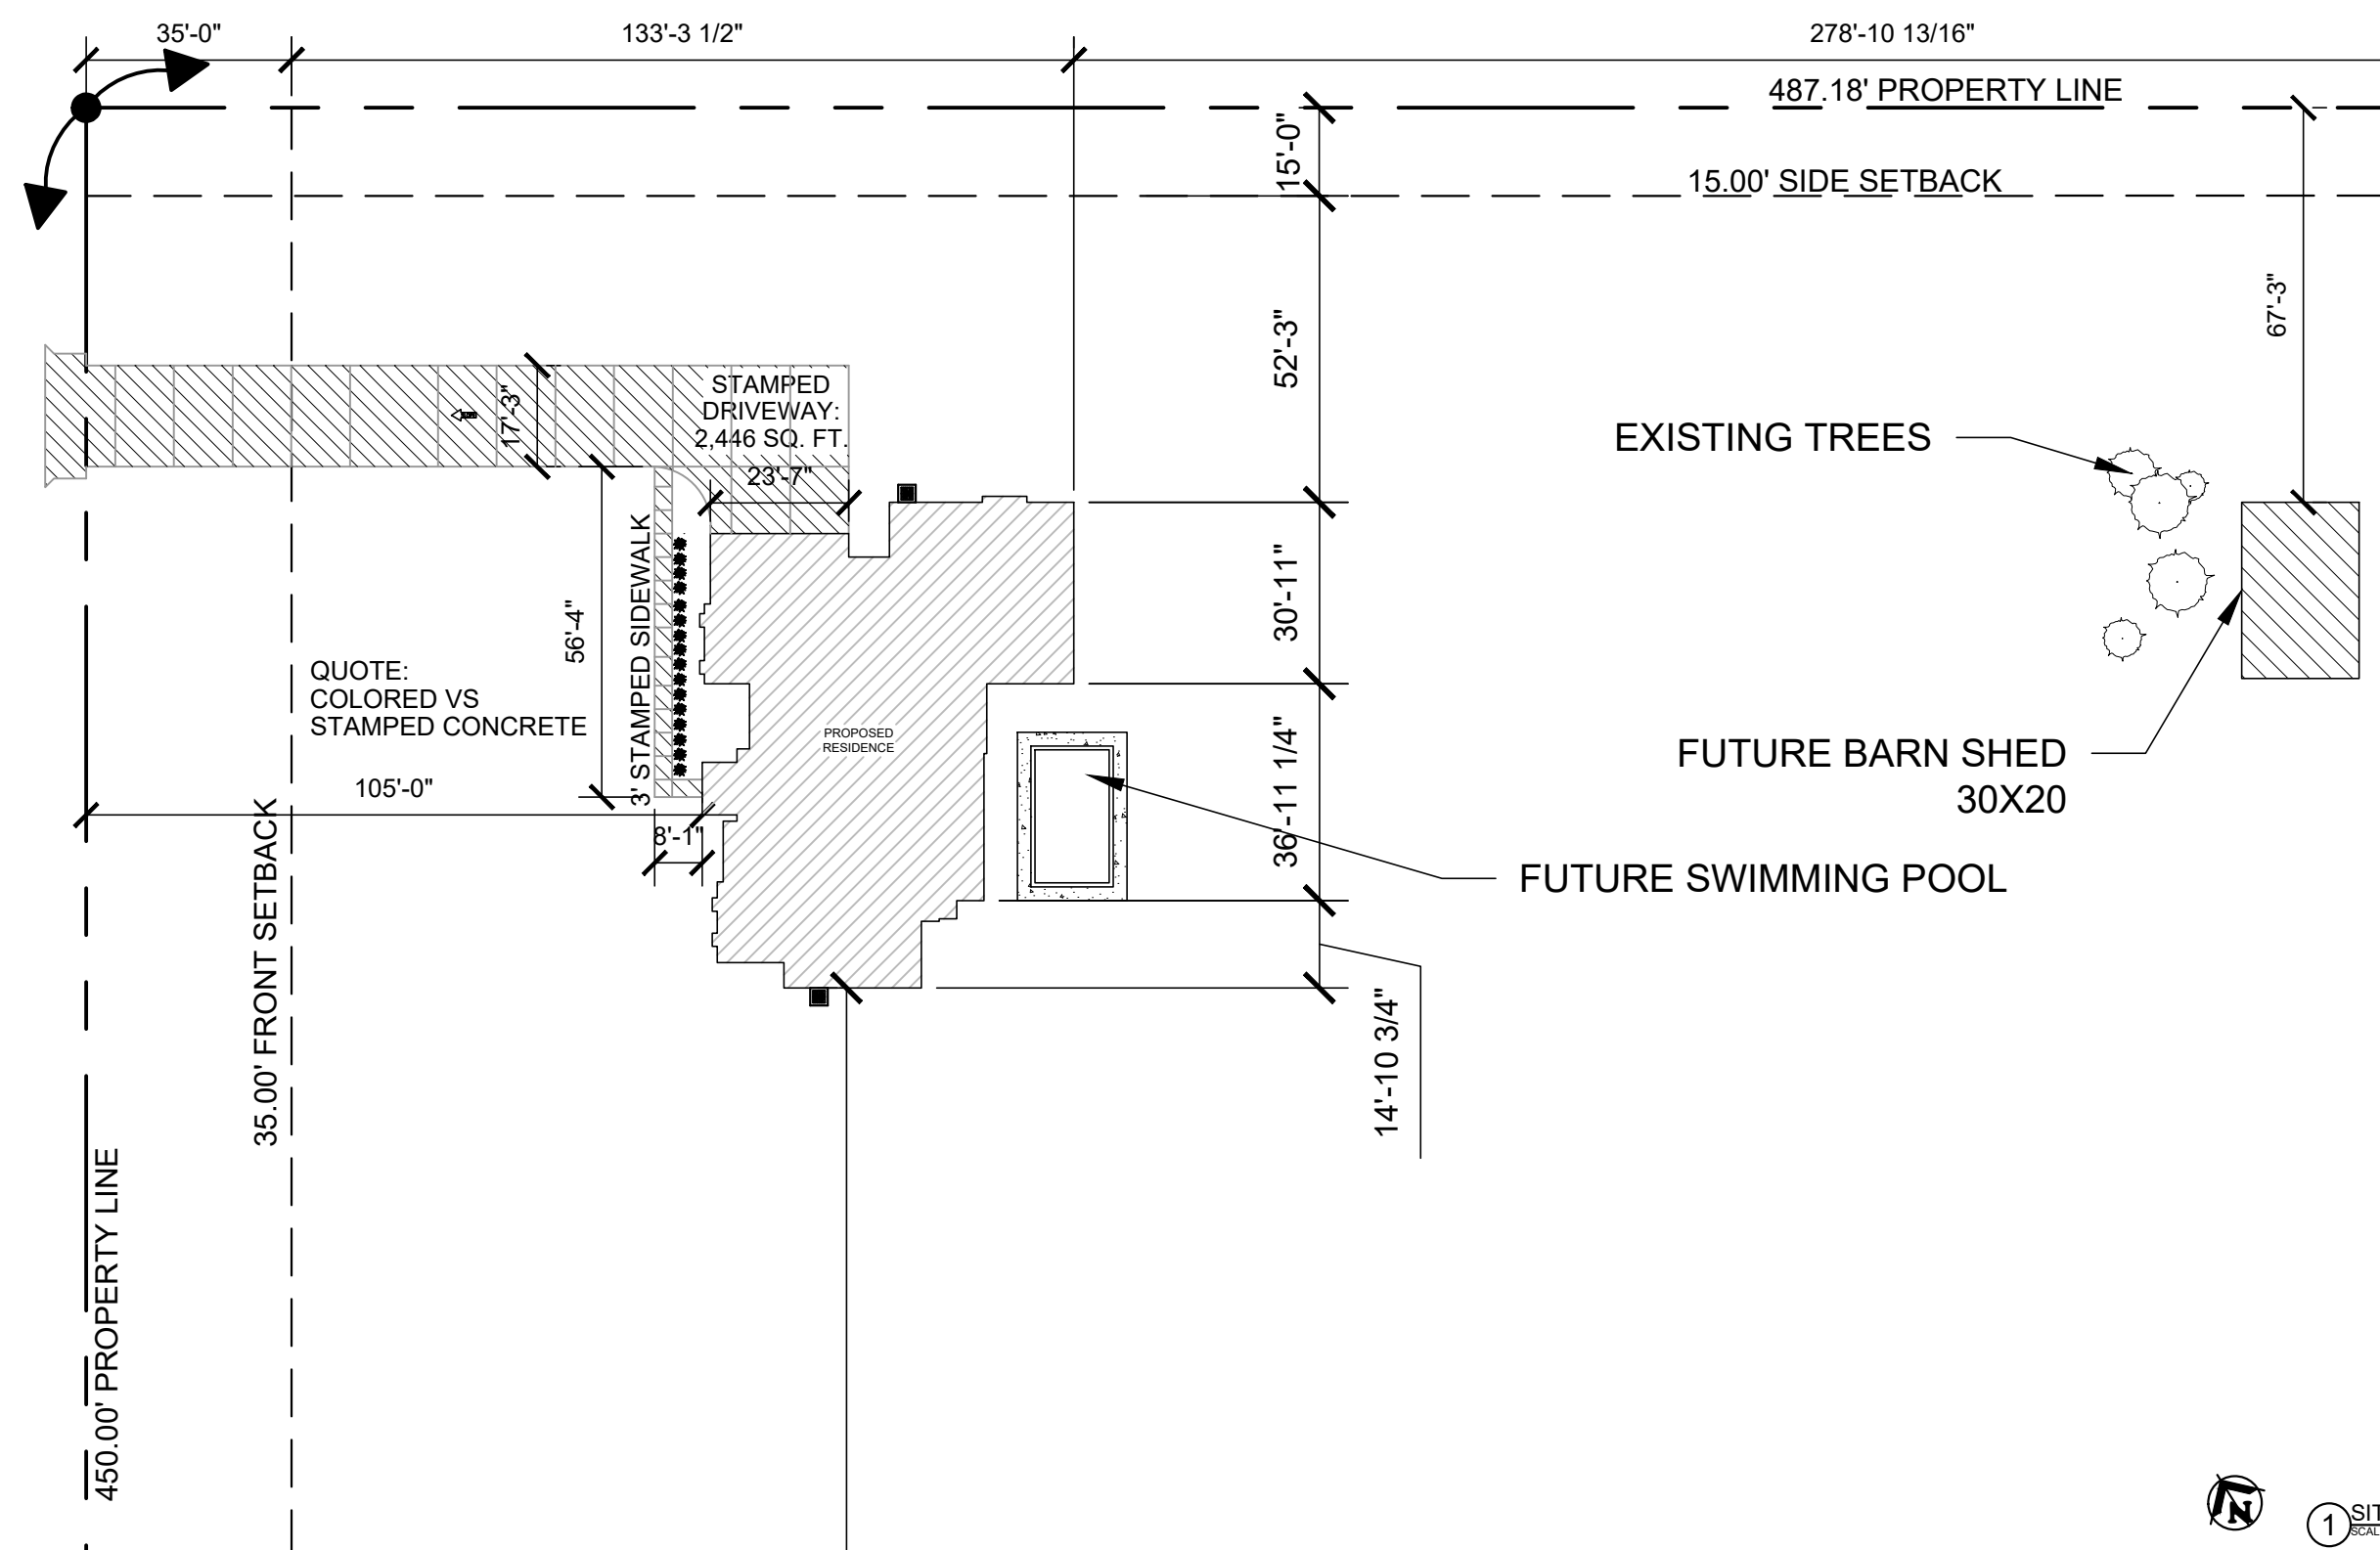 35'-0"
133'-3 1/2"
278'-10 13/16"
487.18' PROPERTY LINE
15'-0"
15.00' SIDE SETBACK
52'-3"
67'-3"
17'-3"
STAMPED
DRIVEWAY:
2,446 SQ. FT.
23'-7"
EXISTING TREES
30'-11"
56'-4"
3' STAMPED SIDEWALK
QUOTE:
COLORED VS
STAMPED CONCRETE
PROPOSED
RESIDENCE
36'-11 1/4"
FUTURE BARN SHED
30X20
105'-0"
8'-1"
FUTURE SWIMMING POOL
35.00' FRONT SETBACK
14'-10 3/4"
450.00' PROPERTY LINE
N
1
SIT
SCAL